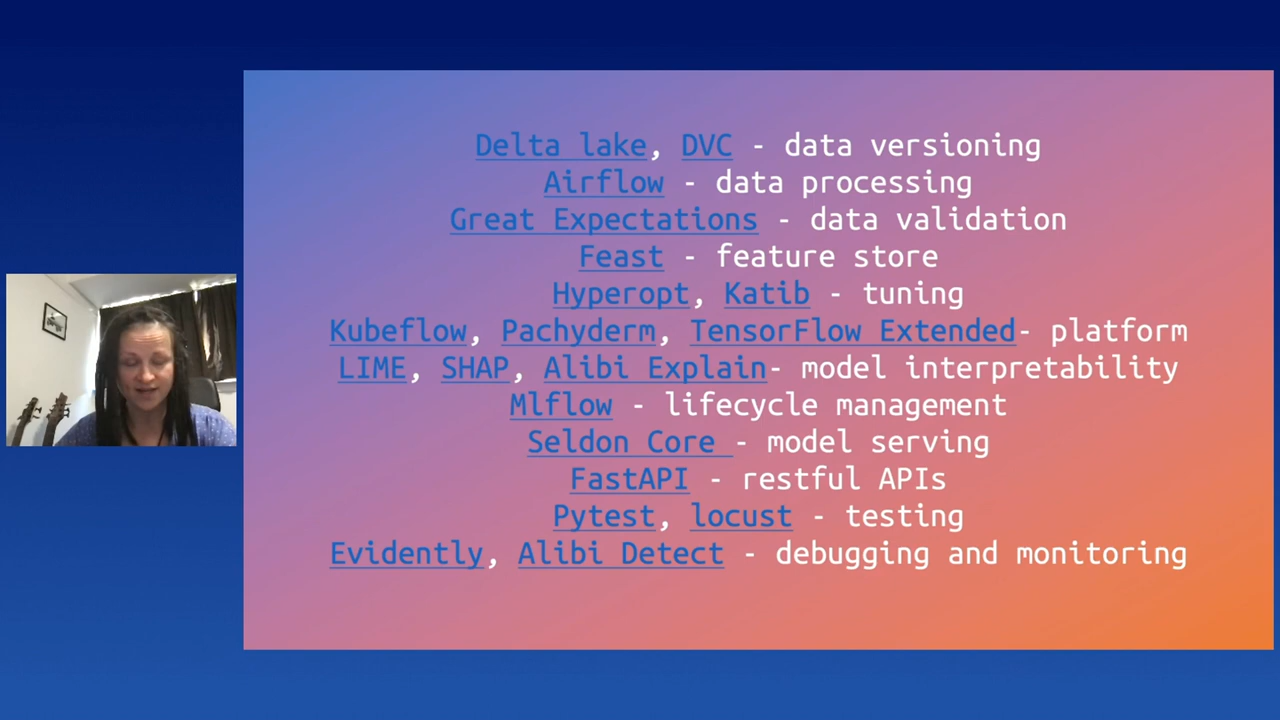 Delta lake, DVC - data versioning
Airflow - data processing
Great Expectations - data validation
Feast - feature store
Hyperopt, Katib - tuning
Kubeflow, Pachyderm, TensorFlow Extended- platform
LIME, SHAP, Alibi Explain- model interpretability
Mlflow - lifecycle management
Seldon Core - model serving
FastAPI - restful APIs
Pytest, locust - testing
Evidently, Alibi Detect - debugging and monitoring